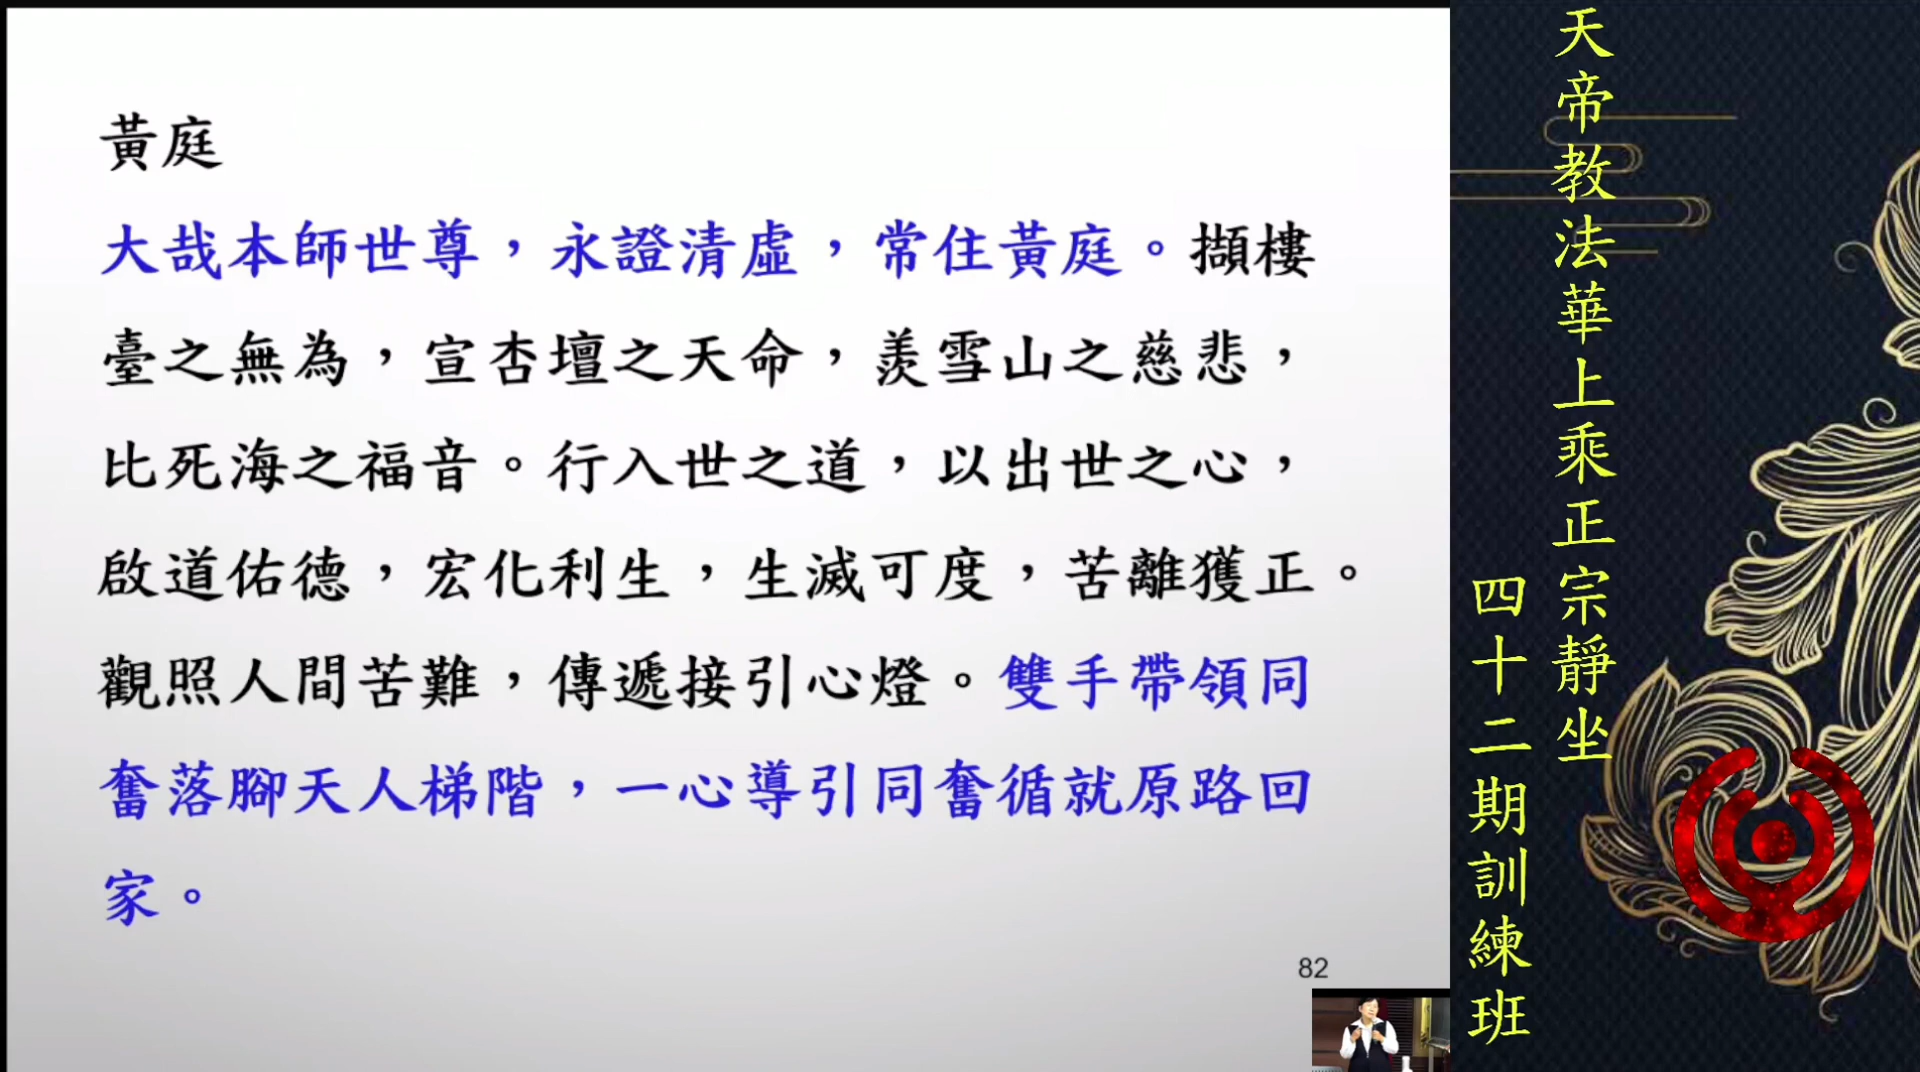 黃庭
大哉本師世尊，永證清虛，常住黃庭。擷樓
臺之無為，宣杏壇之天命，羨雪山之慈悲，
比死海之福音。行入世之道，以出世之心，
啟道佑德，宏化利生，生滅可度，苦離獲正。
觀照人間苦難，傳遞接引心燈。雙手帶領同
奮落腳天人梯階，一心導引同奮循就原路回
家。
82
天帝教法華上乘正宗靜坐
四十二期訓練班